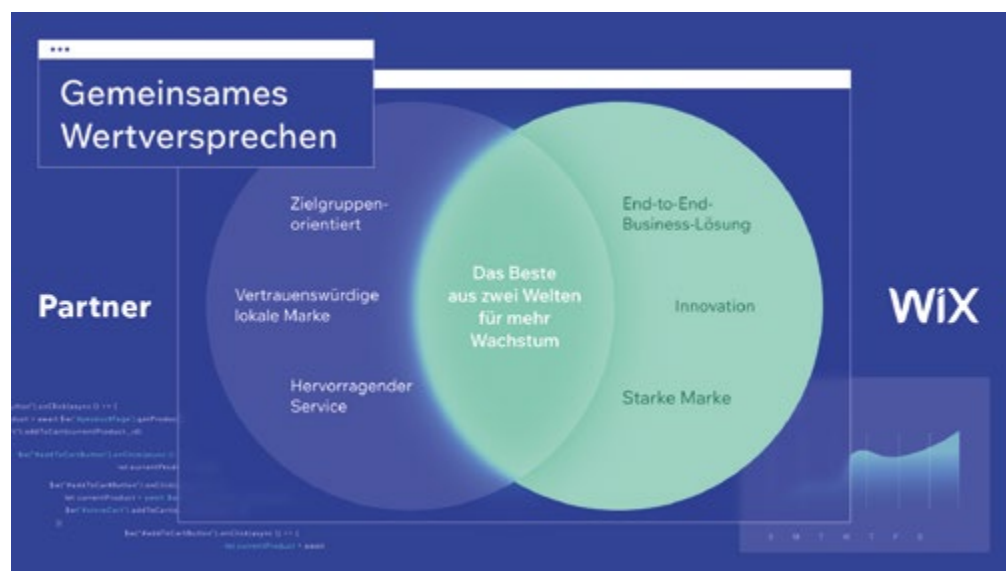 Gemeinsames
Wertversprechen
Zielgruppen-
orientiert
End-to-End-
Business-Lösung
Das Beste
aus zwei Welten
für mehr
Wachstum
Partner
Vertrauenswürdige
lokale Marke
Innovation
WiX
Hervorragender
Service
Starke Marke
S M T W T F S